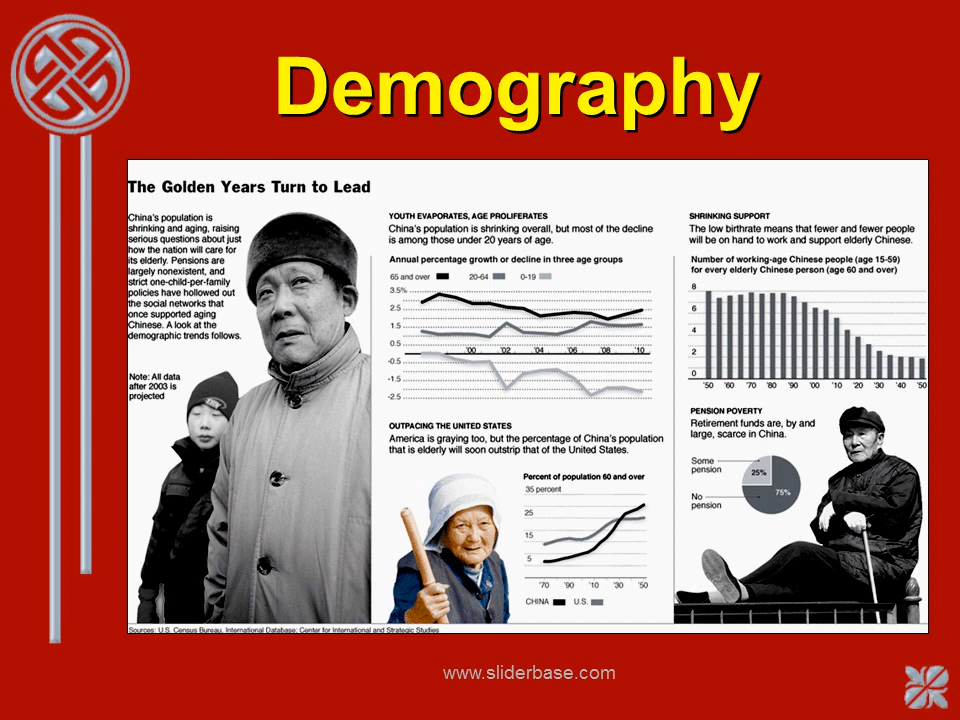 Demography
The Golden Years Turn to Lead
China's population is
shrinking and aging, raising
serious questions about just
how the nation will care for
its elderly. Pensions are
largely nonexistent, and
strict one-child-per-family
policies have hollowed out
the social networks that
once supported aging
Chinese. A look at the
demographic trends follows.
Note: All data
after 2003 is
projected
YOUTH EVAPORATES, AGE PROLIFERATES
China's population is shrinking overall, but most of the decline
is among those under 20 years of age.
Annual percentage growth or decline in three age groups
65 and over 20-64 0-19
3.5%
2.5
1.5
0.5
-0.5
-1.5
-2.5
'00 '02 '04 '06 '08 '10
OUTPACING THE UNITED STATES
America is graying too, but the percentage of China's population
that is elderly will soon outstrip that of the United States.
Percent of population 60 and over
35 percent
25
15
5
'70 '90 '10 '30 '50
CHINA U.S.
SHRINKING SUPPORT
The low birthrate means that fewer and fewer people
will be on hand to work and support elderly Chinese.
Number of working-age Chinese people (age 15-59)
for every elderly Chinese person (age 60 and over)
8
6
4
2
0
'50 '60 '70 '80 '90 '00 '10 '20 '30 '40 '50
PENSION POVERTY
Retirement funds are, by and
large, scarce in China.
Some
pension
25%
75%
No
pension
Sources: U.S. Census Bureau, International Database; Center for International and Strategic Studies
www.sliderbase.com